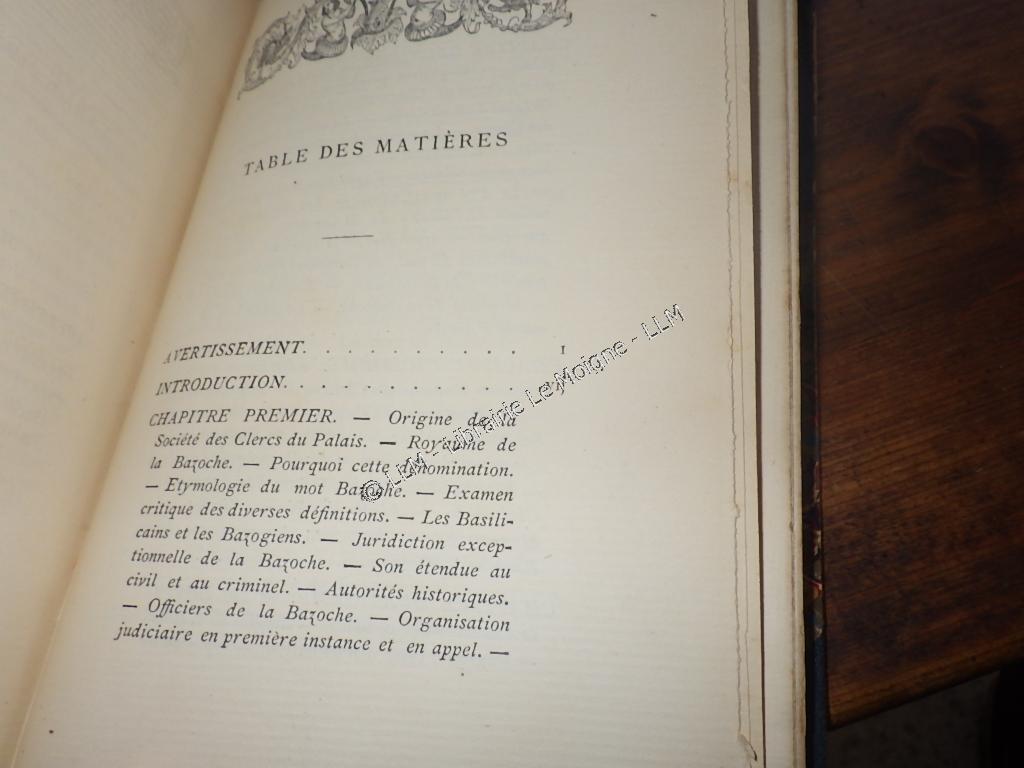 TABLE DES MATIÈRES
AVERTISSEMENT. . . . . . . . . . . I
INTRODUCTION. . . . . . . . . . . .
CHAPITRE PREMIER. — Origine de la
Société des Clercs du Palais. — Royaume de
la Bazoche. — Pourquoi cette dénomination.
— Etymologie du mot Bazoche. — Examen
critique des diverses définitions. — Les Basili-
cains et les Bazogiens. — Juridiction excep-
tionnelle de la Bazoche. — Son étendue au
civil et au criminel. — Autorités historiques.
— Officiers de la Bazoche. — Organisation
judiciaire en première instance et en appel. —
© LLM - Librairie Le Moigne - LLM